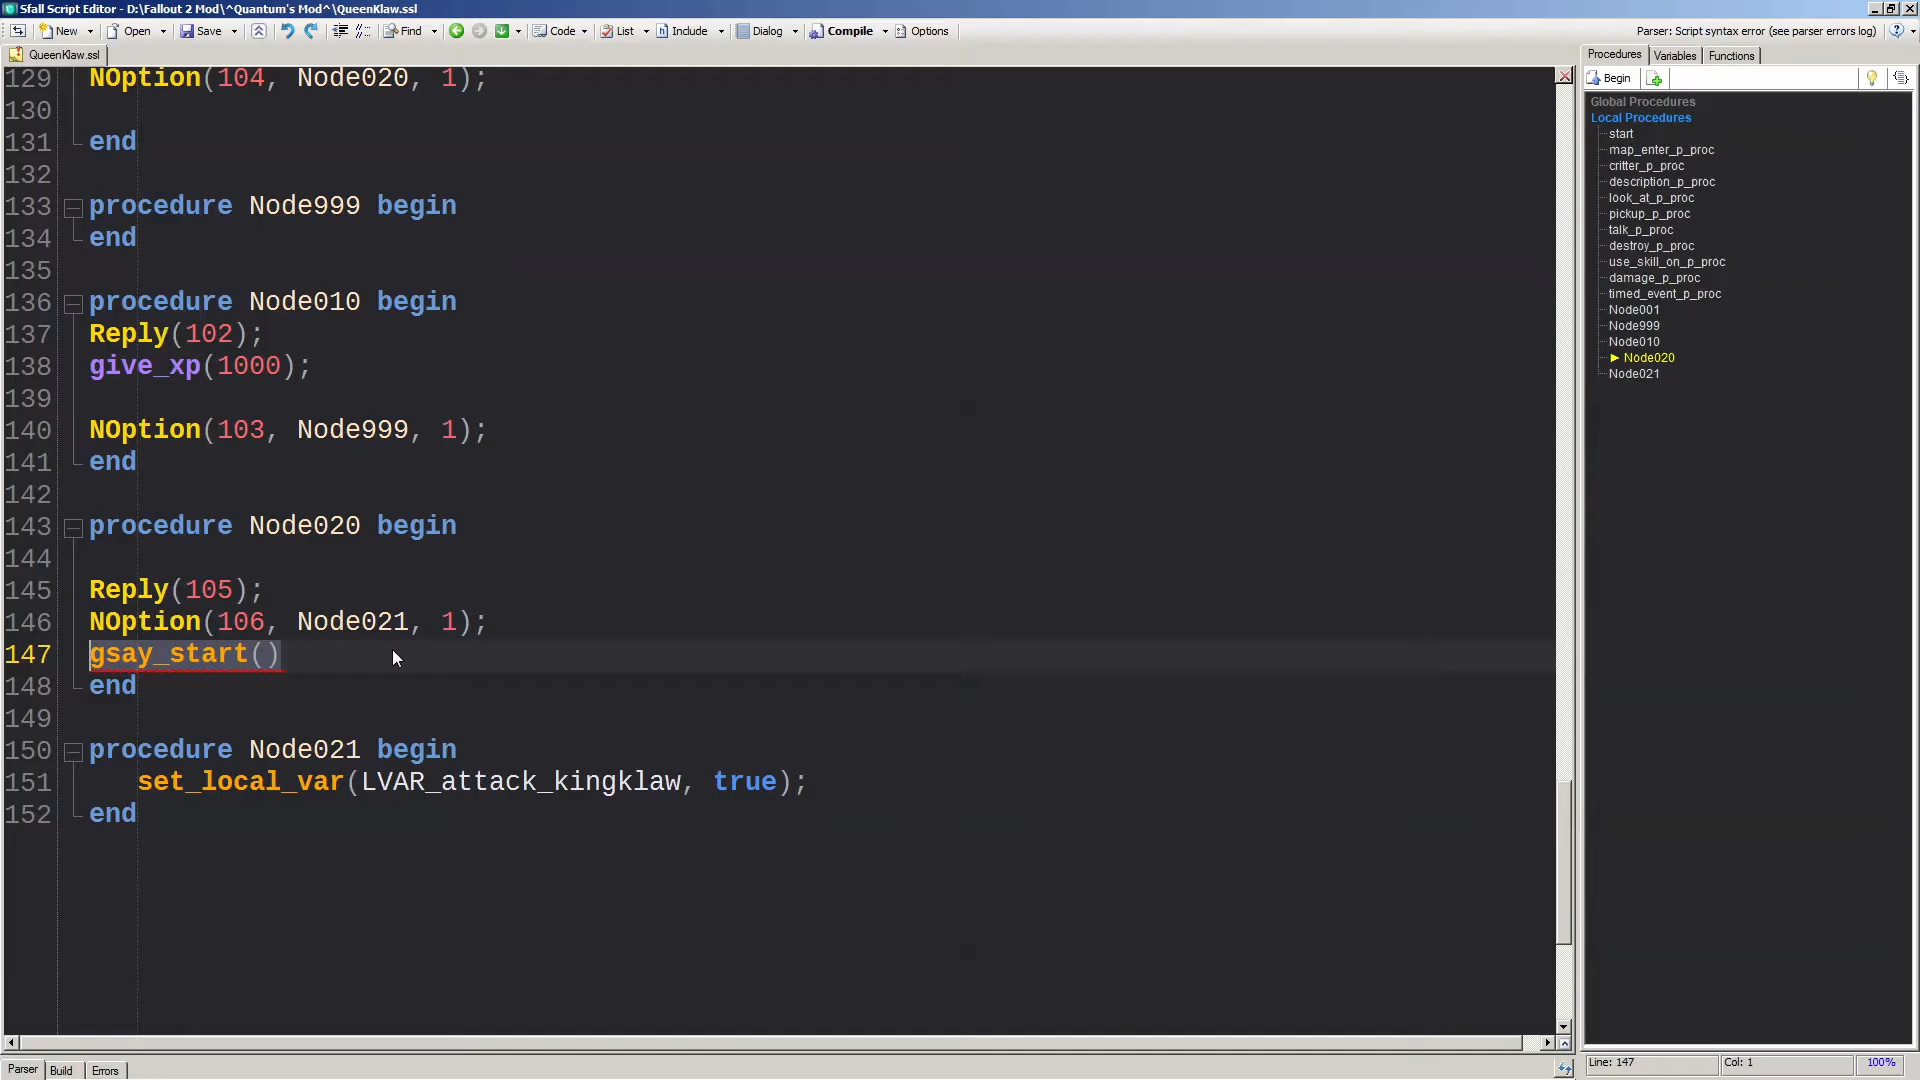 Sfall Script Editor - D:\Fallout 2 Mod\^Quantum's Mod^\QueenKlaw.ssl
New Open Save Find Code List Include Dialog Compile Options Parser: Script syntax error (see parser errors log)
QueenKlaw.ssl
Procedures Variables Functions
Begin
129 NOption(104, Node020, 1);
130
131 end
132
133 procedure Node999 begin
134 end
135
136 procedure Node010 begin
137 Reply(102);
138 give_xp(1000);
139
140 NOption(103, Node999, 1);
141 end
142
143 procedure Node020 begin
144
145 Reply(105);
146 NOption(106, Node021, 1);
147 gsay_start()
148 end
149
150 procedure Node021 begin
151 set_local_var(LVAR_attack_kingklaw, true);
152 end
Global Procedures
Local Procedures
start
map_enter_p_proc
critter_p_proc
description_p_proc
look_at_p_proc
pickup_p_proc
talk_p_proc
destroy_p_proc
use_skill_on_p_proc
damage_p_proc
timed_event_p_proc
Node001
Node999
Node010
Node020
Node021
Parser Build Errors
Line: 147 Col: 1 100%